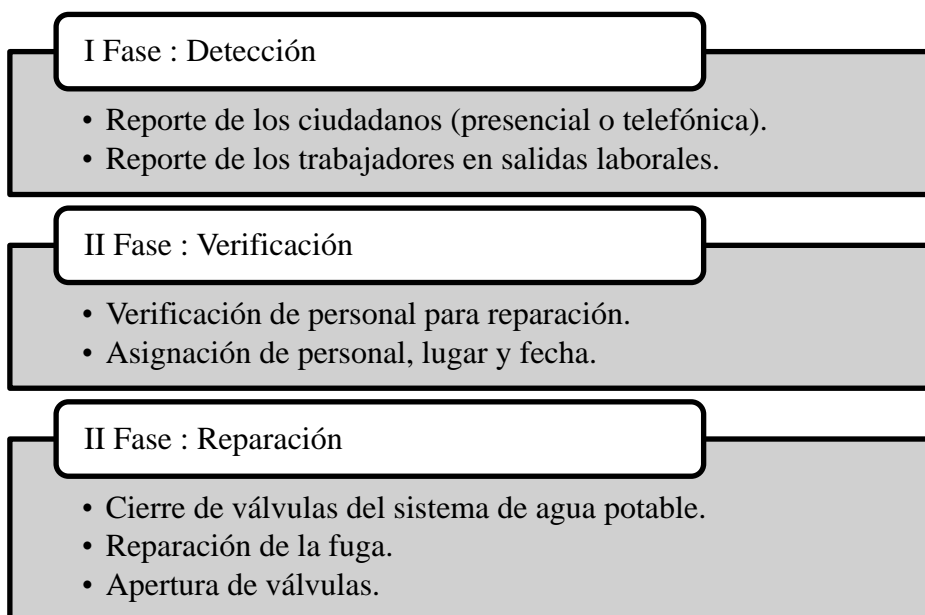 I Fase : Detección
• Reporte de los ciudadanos (presencial o telefónica).
• Reporte de los trabajadores en salidas laborales.
II Fase : Verificación
• Verificación de personal para reparación.
• Asignación de personal, lugar y fecha.
II Fase : Reparación
• Cierre de válvulas del sistema de agua potable.
• Reparación de la fuga.
• Apertura de válvulas.